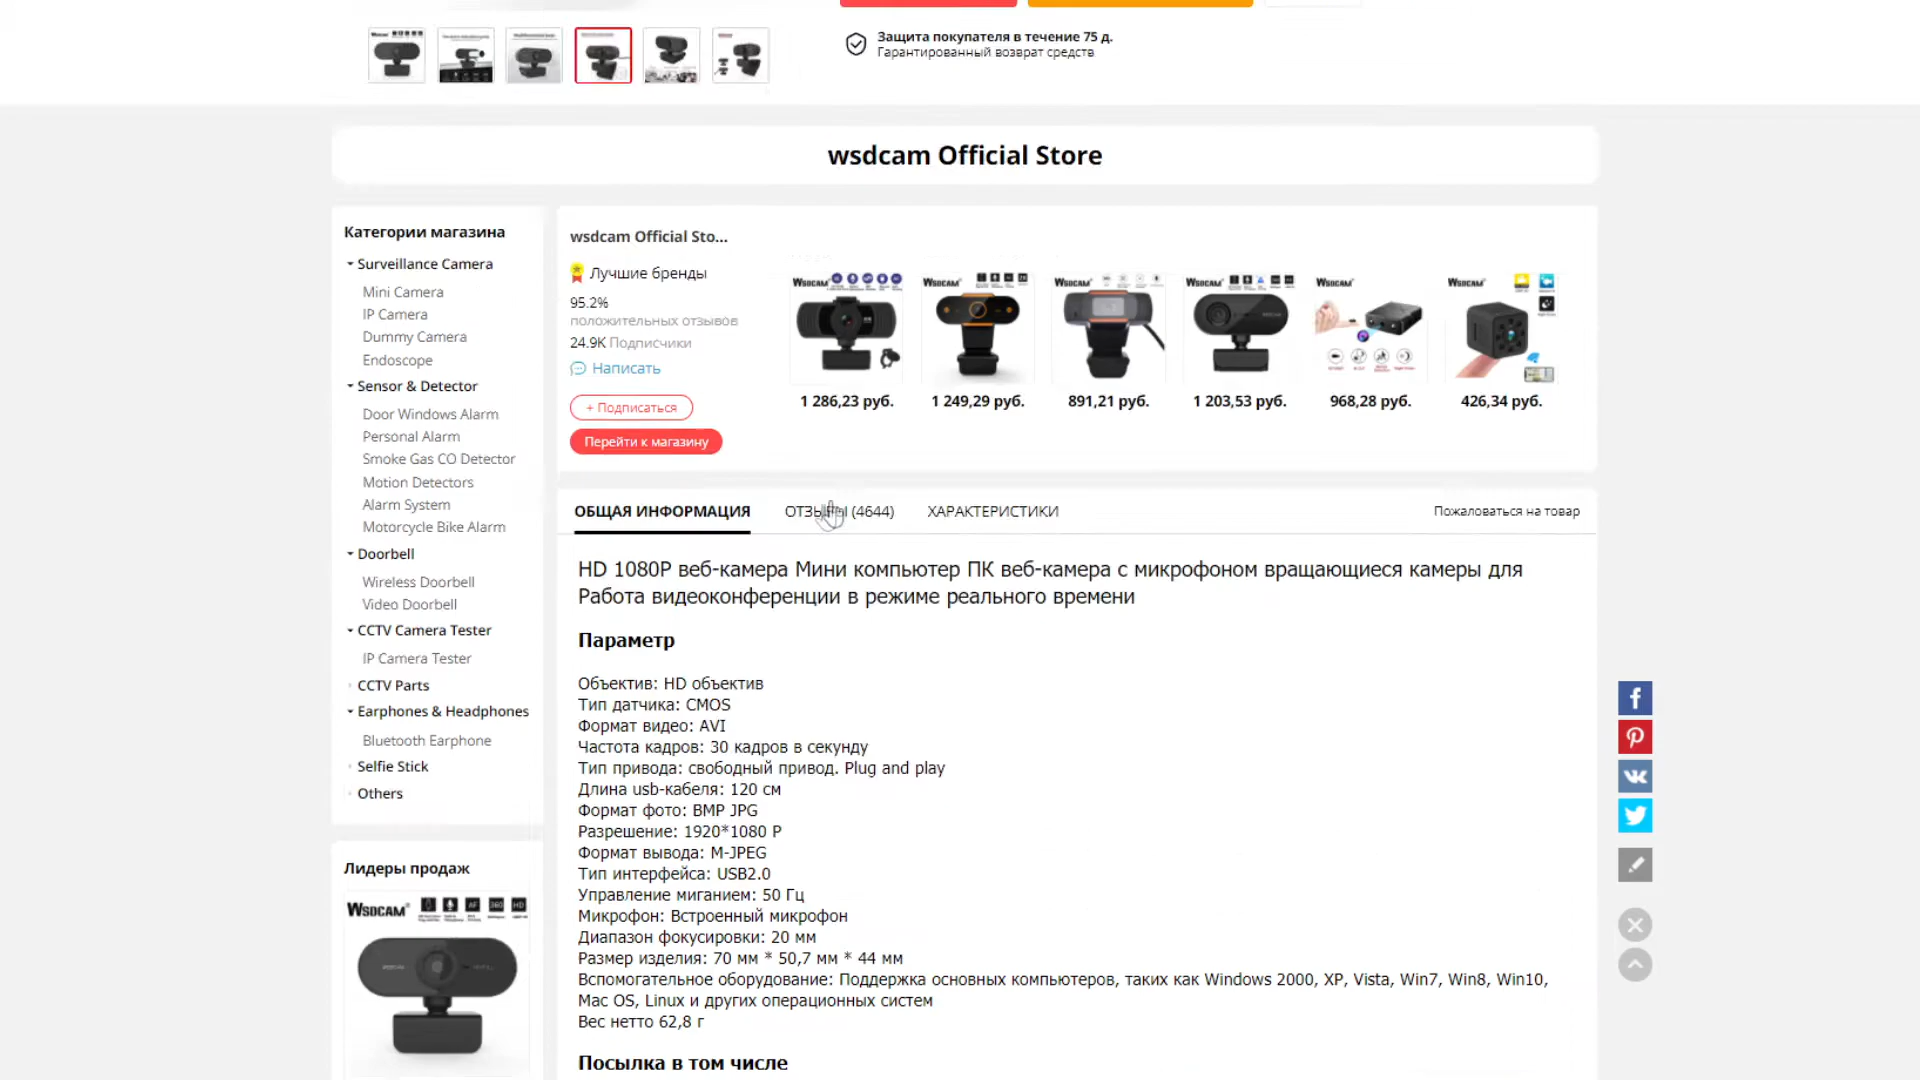 Защита покупателя в течение 75 д.
Гарантированный возврат средств
wsdcam Official Store
Категории магазина
Surveillance Camera
Mini Camera
IP Camera
Dummy Camera
Endoscope
Sensor & Detector
Door Windows Alarm
Personal Alarm
Smoke Gas CO Detector
Motion Detectors
Alarm System
Motorcycle Bike Alarm
Doorbell
Wireless Doorbell
Video Doorbell
CCTV Camera Tester
IP Camera Tester
CCTV Parts
Earphones & Headphones
Bluetooth Earphone
Selfie Stick
Others
Лидеры продаж
WSDCAM
AF 360 HD
wsdcam Official Sto...
Лучшие бренды
95.2%
положительных отзывов
24.9K Подписчики
Написать
+ Подписаться
Перейти к магазину
WSDCAM WSDCAM WSDCAM WSDCAM WSDCAM WSDCAM
1 286,23 руб. 1 249,29 руб. 891,21 руб. 1 203,53 руб. 968,28 руб. 426,34 руб.
ОБЩАЯ ИНФОРМАЦИЯ ОТЗЫВЫ (4644) ХАРАКТЕРИСТИКИ Пожаловаться на товар
HD 1080P веб-камера Мини компьютер ПК веб-камера с микрофоном вращающиеся камеры для
Работа видеоконференции в режиме реального времени
Параметр
Объектив: HD объектив
Тип датчика: CMOS
Формат видео: AVI
Частота кадров: 30 кадров в секунду
Тип привода: свободный привод. Plug and play
Длина usb-кабеля: 120 см
Формат фото: BMP JPG
Разрешение: 1920*1080 P
Формат вывода: M-JPEG
Тип интерфейса: USB2.0
Управление миганием: 50 Гц
Микрофон: Встроенный микрофон
Диапазон фокусировки: 20 мм
Размер изделия: 70 мм * 50,7 мм * 44 мм
Вспомогательное оборудование: Поддержка основных компьютеров, таких как Windows 2000, XP, Vista, Win7, Win8, Win10,
Mac OS, Linux и других операционных систем
Вес нетто 62,8 г
Посылка в том числе